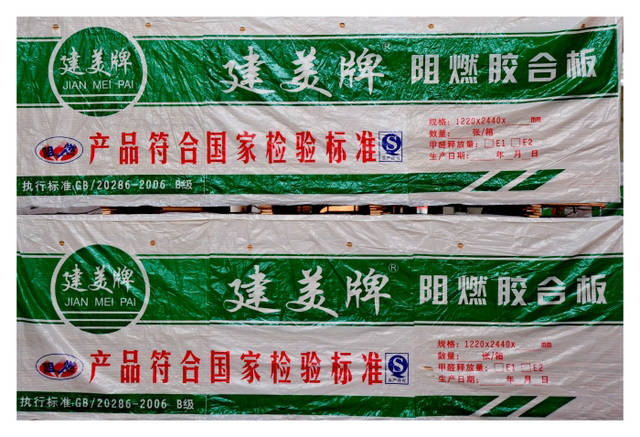 建美牌
JIAN MEI PAI
建美牌® 阻燃胶合板
规格:1220x2440x mm
数量: 张/箱
甲醛释放量:□E1 □E2
生产日期: 年 月 日
阻燃
产品符合国家检验标准
执行标准:GB/20286-2006 B级
建美牌
JIAN MEI PAI
建美牌® 阻燃胶合板
规格:1220x2440x mm
数量: 张/箱
甲醛释放量:□E1 □E2
生产日期: 年 月 日
阻燃
产品符合国家检验标准
执行标准:GB/20286-2006 B级